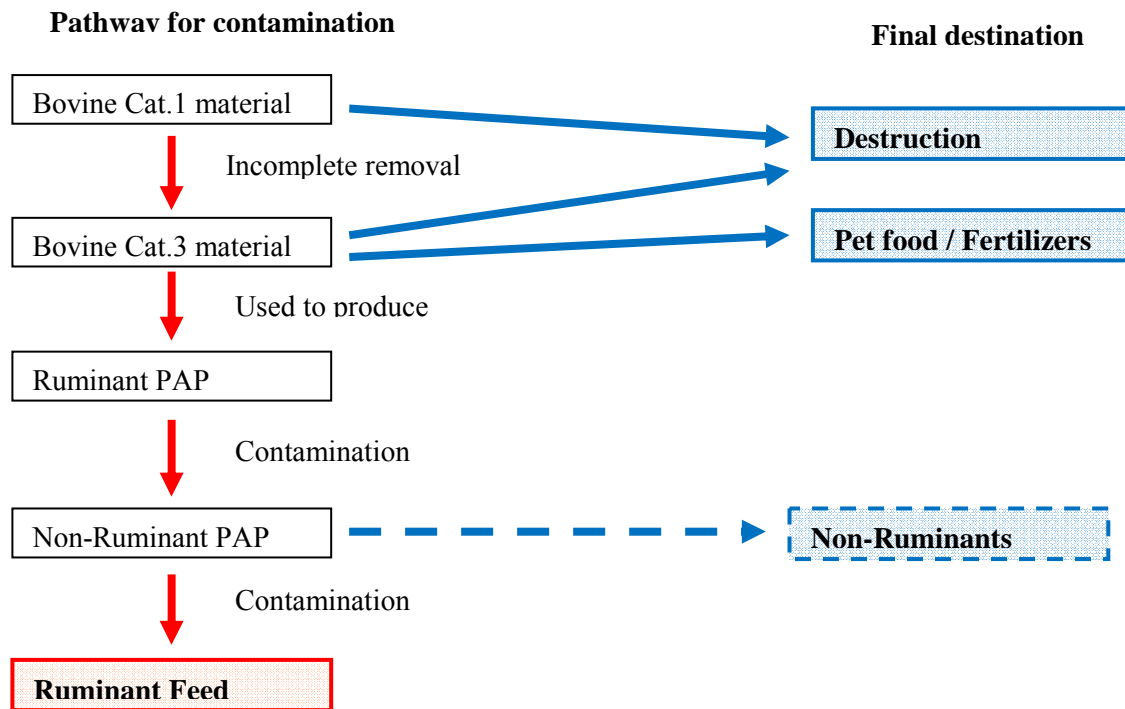 Pathway for contamination
Final destination
Bovine Cat.1 material
Destruction
Incomplete removal
Bovine Cat.3 material
Pet food / Fertilizers
Used to produce
Ruminant PAP
Contamination
Non-Ruminant PAP
Non-Ruminants
Contamination
Ruminant Feed